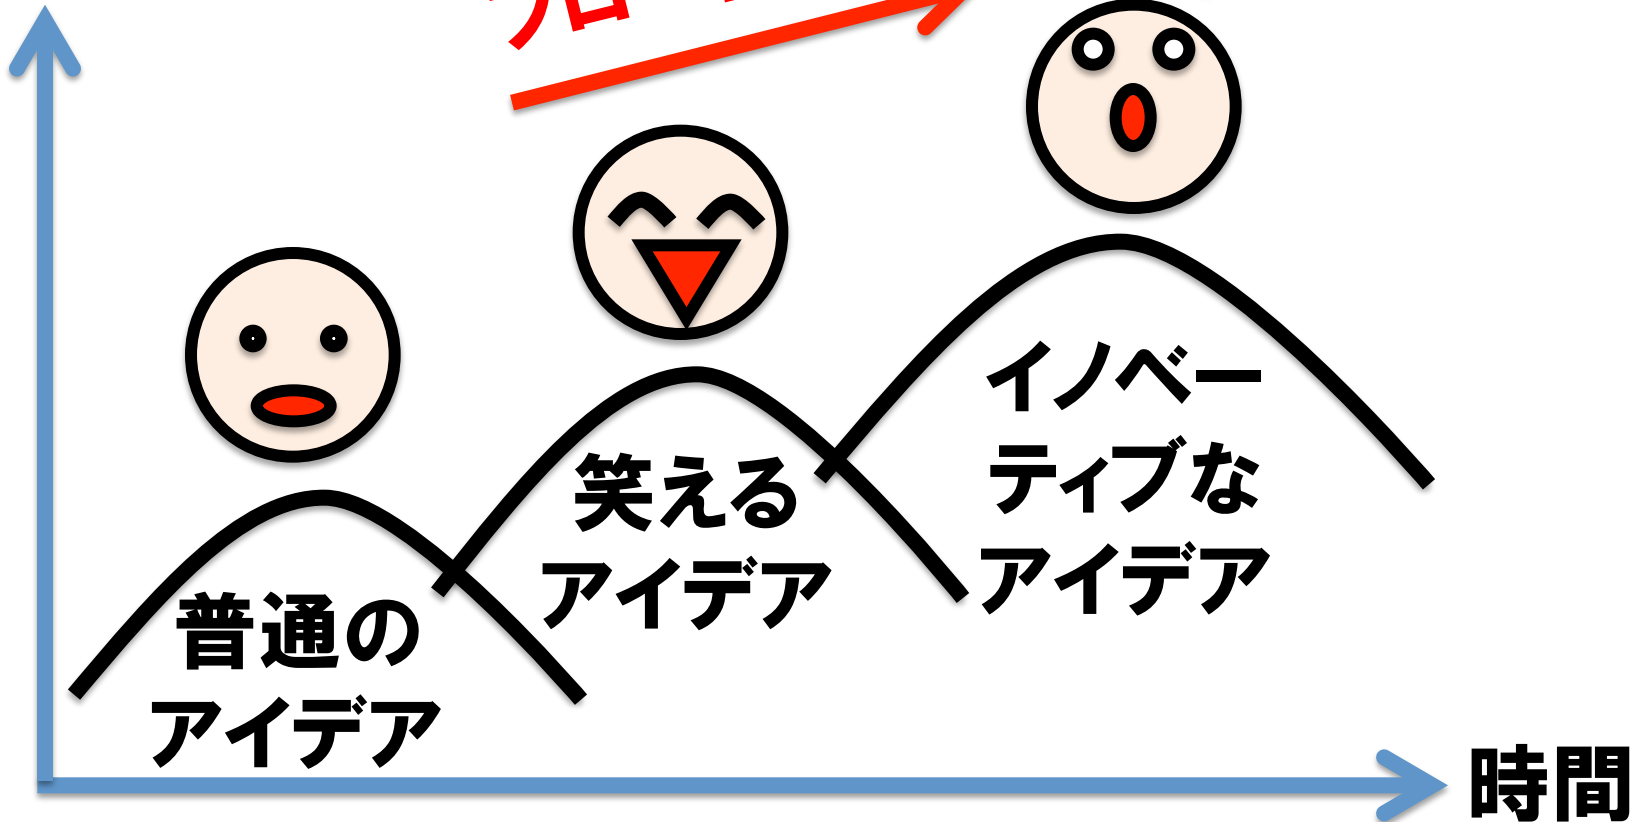 普通の
アイデア
笑える
アイデア
イノベー
ティブな
アイデア
時間